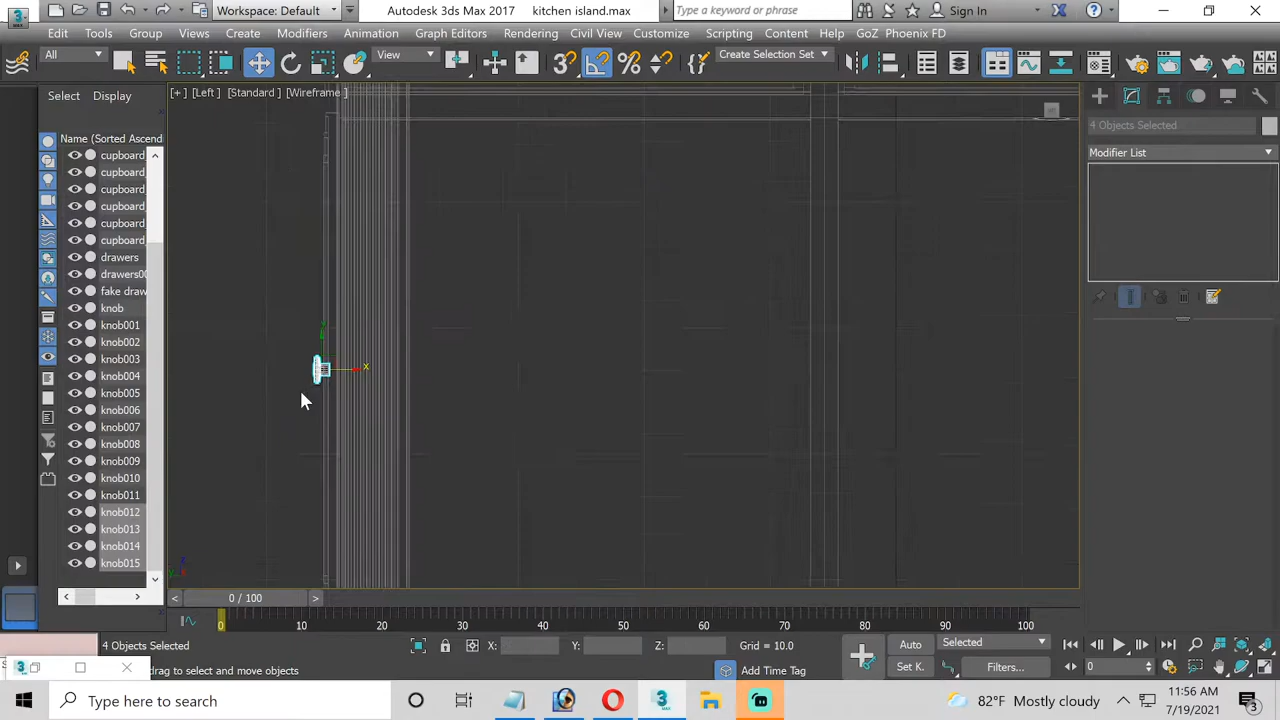 Workspace: Default
Autodesk 3ds Max 2017
kitchen island.max
Type a keyword or phrase
Sign In
Edit Tools Group Views Create Modifiers Animation Graph Editors Rendering Civil View Customize Scripting Content Help GoZ Phoenix FD
All
View
Create Selection Set
Select Display
[+] [Left] [Standard] [Wireframe]
4 Objects Selected
Name (Sorted Ascend
Modifier List
cupboard
cupboard
cupboard
cupboard
cupboard
cupboard
drawers
drawers00
fake draw
knob
knob001
knob002
knob003
knob004
knob005
knob006
knob007
knob008
knob009
knob010
knob011
knob012
knob013
knob014
knob015
x
0 / 100
0 10 20 30 40 50 60 70 80 90 100
4 Objects Selected
X: Y: Z: Grid = 10.0
Auto
Selected
drag to select and move objects
Add Time Tag
Set K.
Filters...
0
Type here to search
82°F Mostly cloudy
11:56 AM
7/19/2021
3